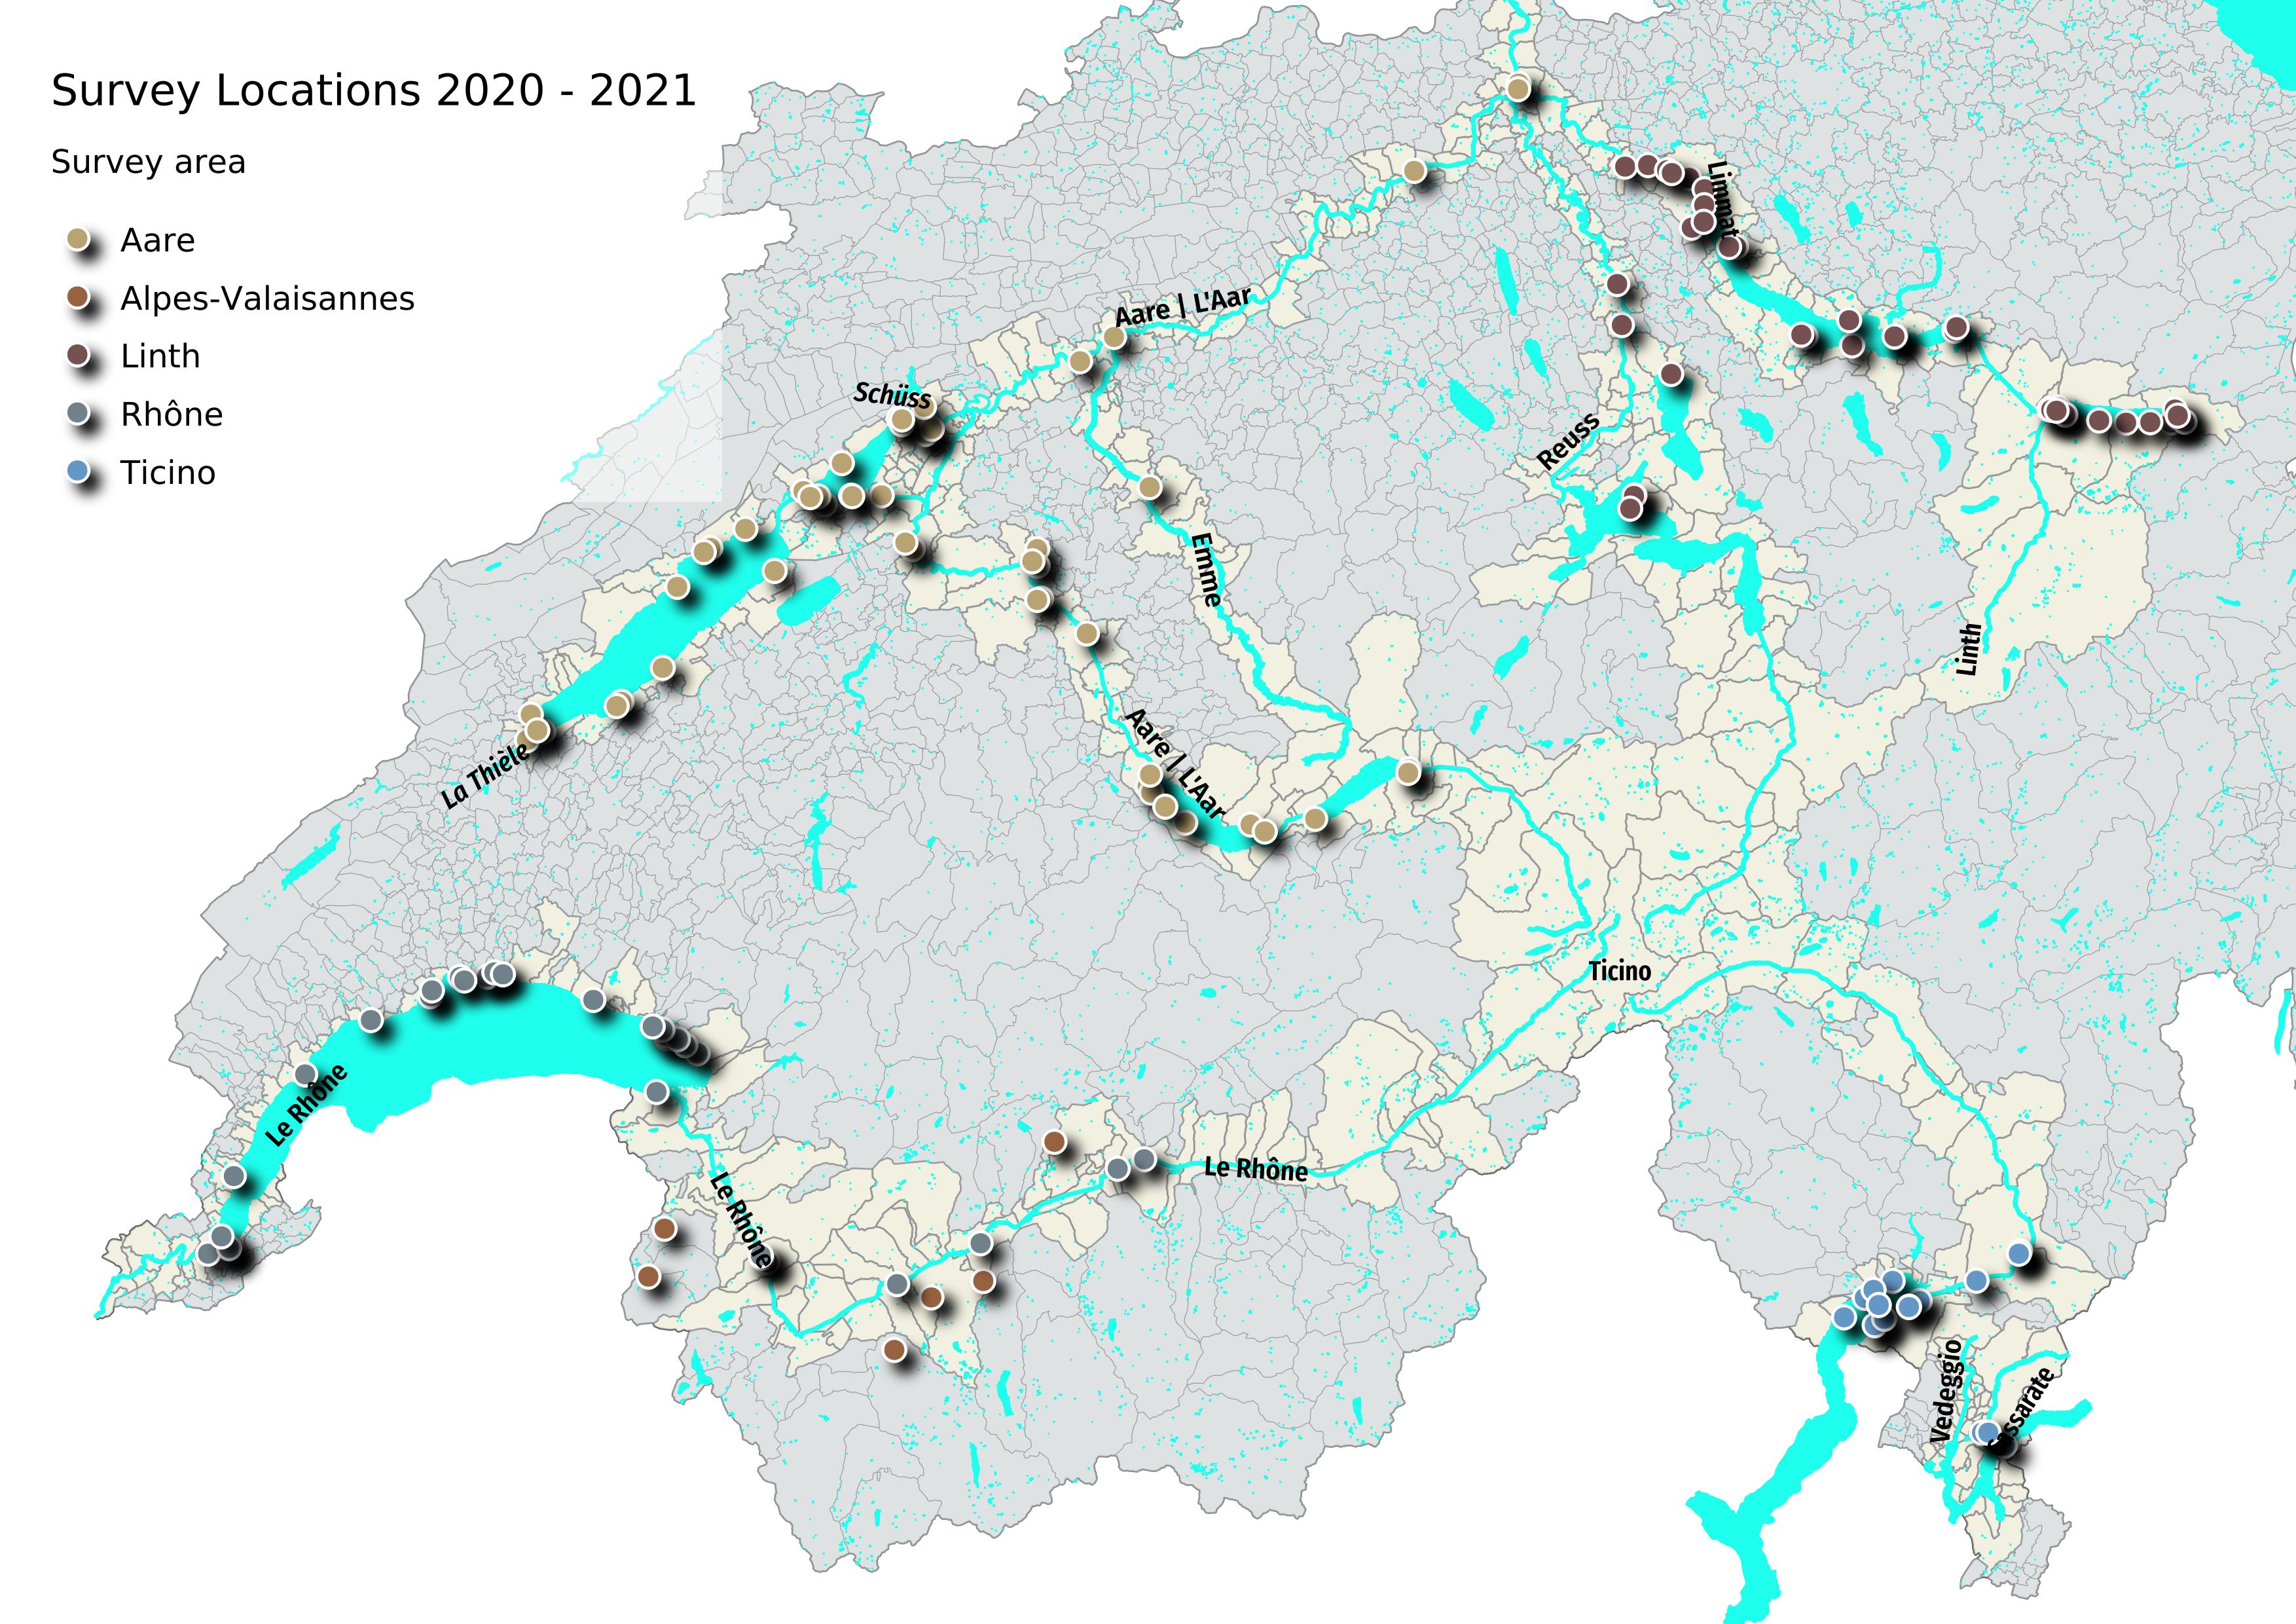 Survey Locations 2020 - 2021
Survey area
Aare
Alpes-Valaisannes
Linth
Rhône
Ticino
Limmat
Aare | L'Aar
Schüss
Reuss
Emme
Linth
Aare | L'Aar
La Thièle
Ticino
Le Rhône
Le Rhône
Le Rhône
Vedeggio
Cassarate